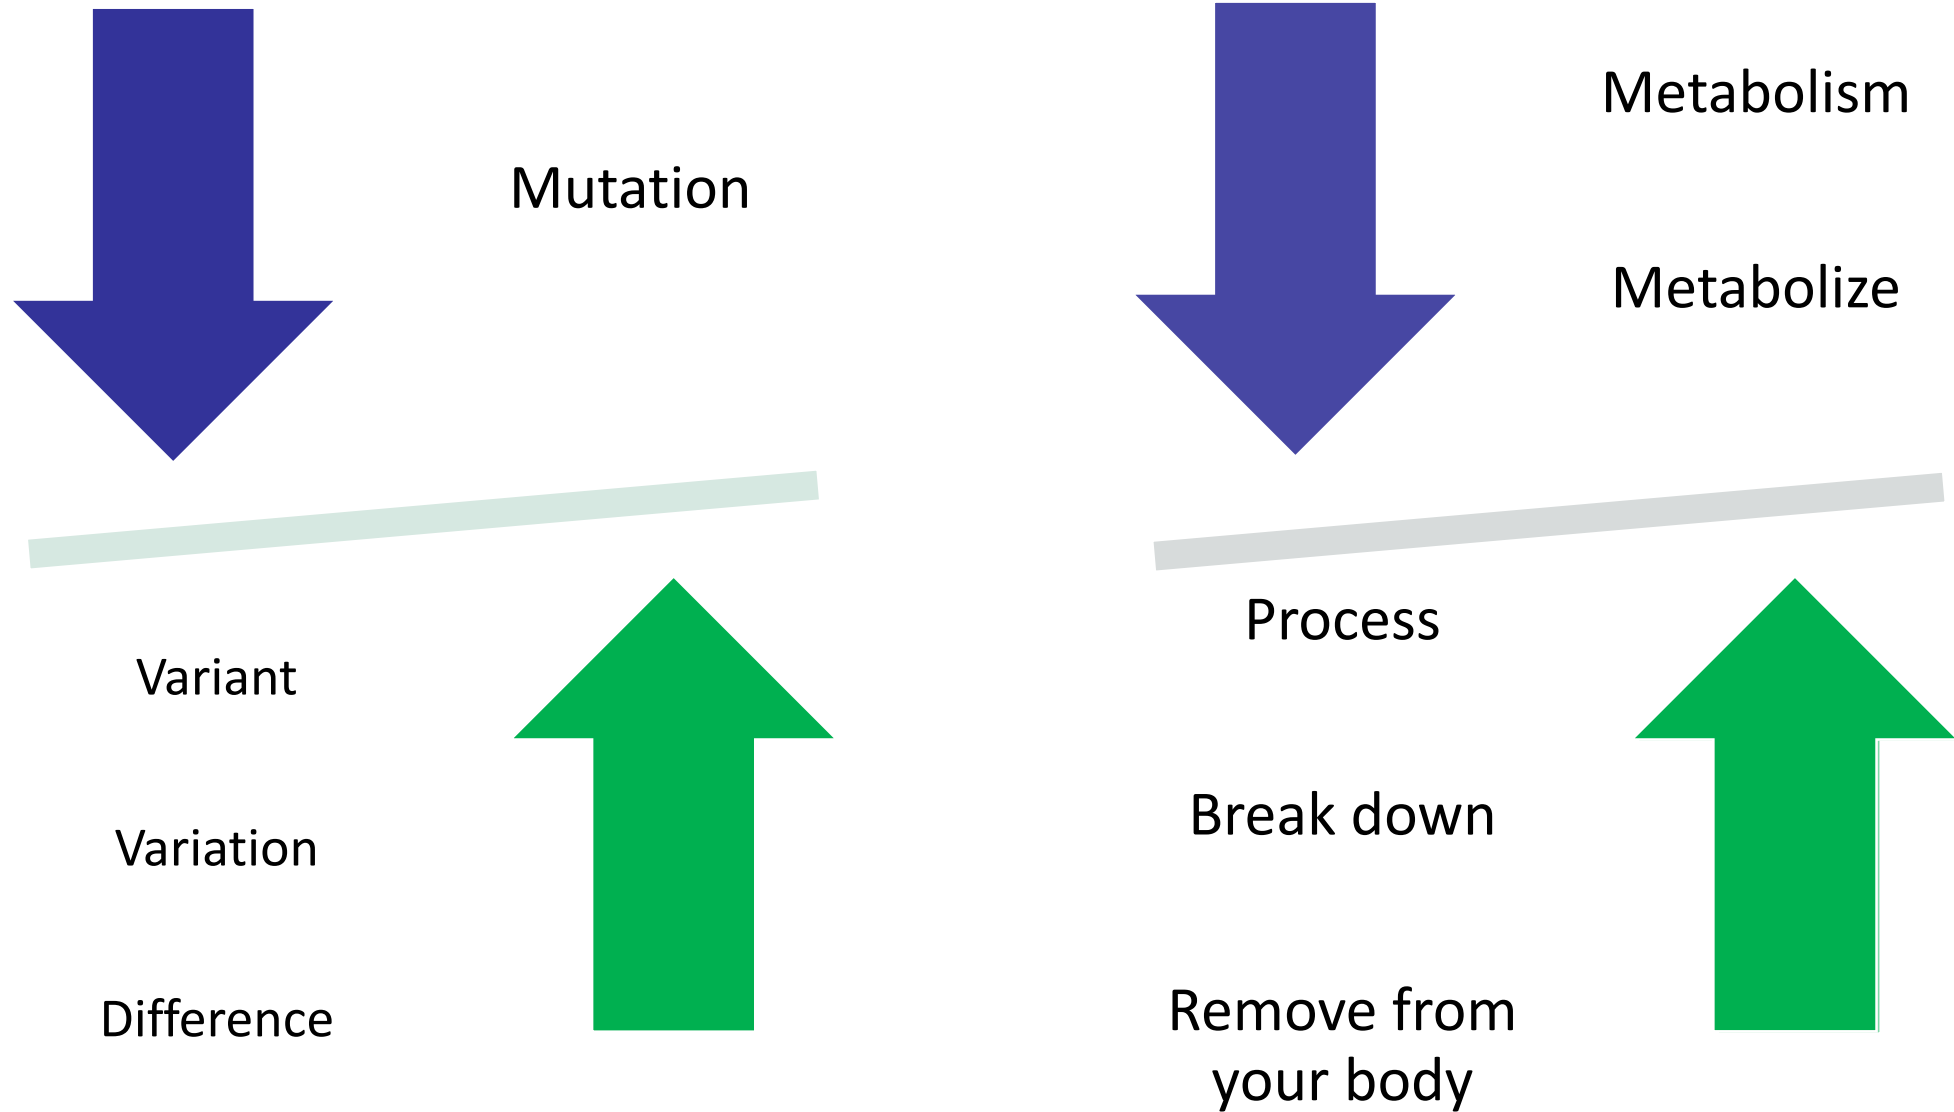 Mutation
Variant
Variation
Difference
Metabolism
Metabolize
Process
Break down
Remove from
your body